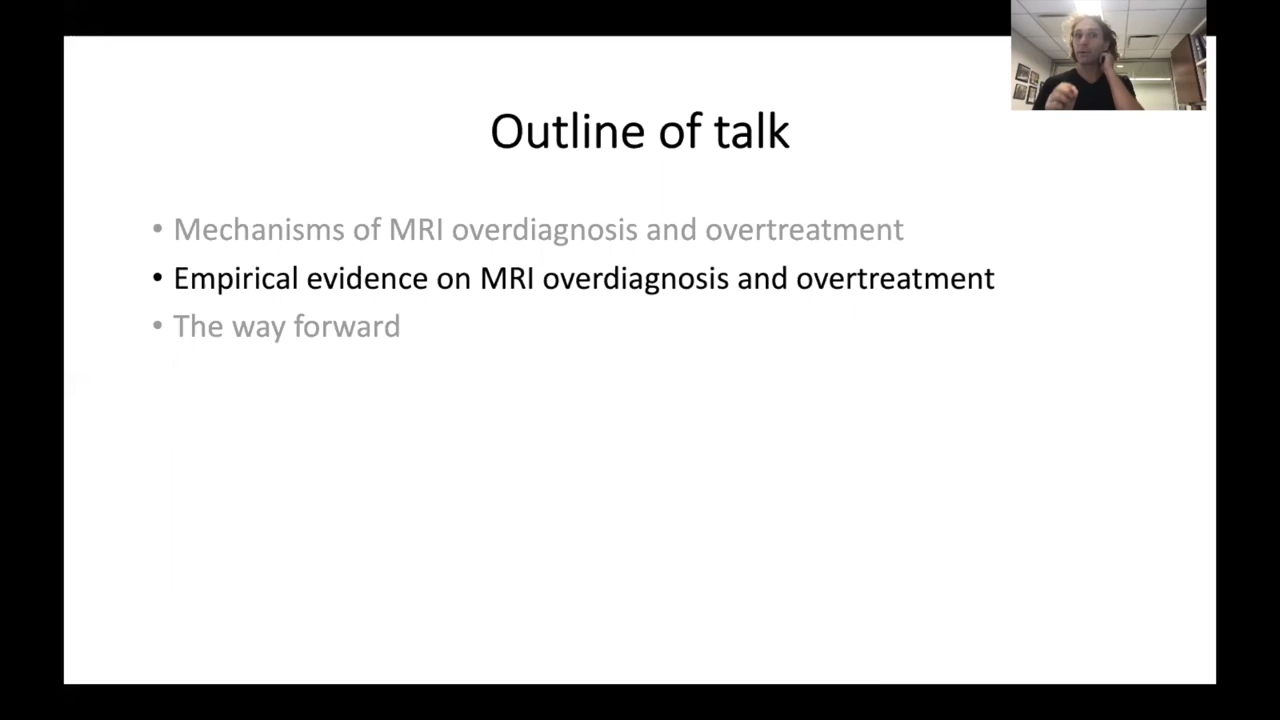 Outline of talk
• Mechanisms of MRI overdiagnosis and overtreatment
• Empirical evidence on MRI overdiagnosis and overtreatment
• The way forward